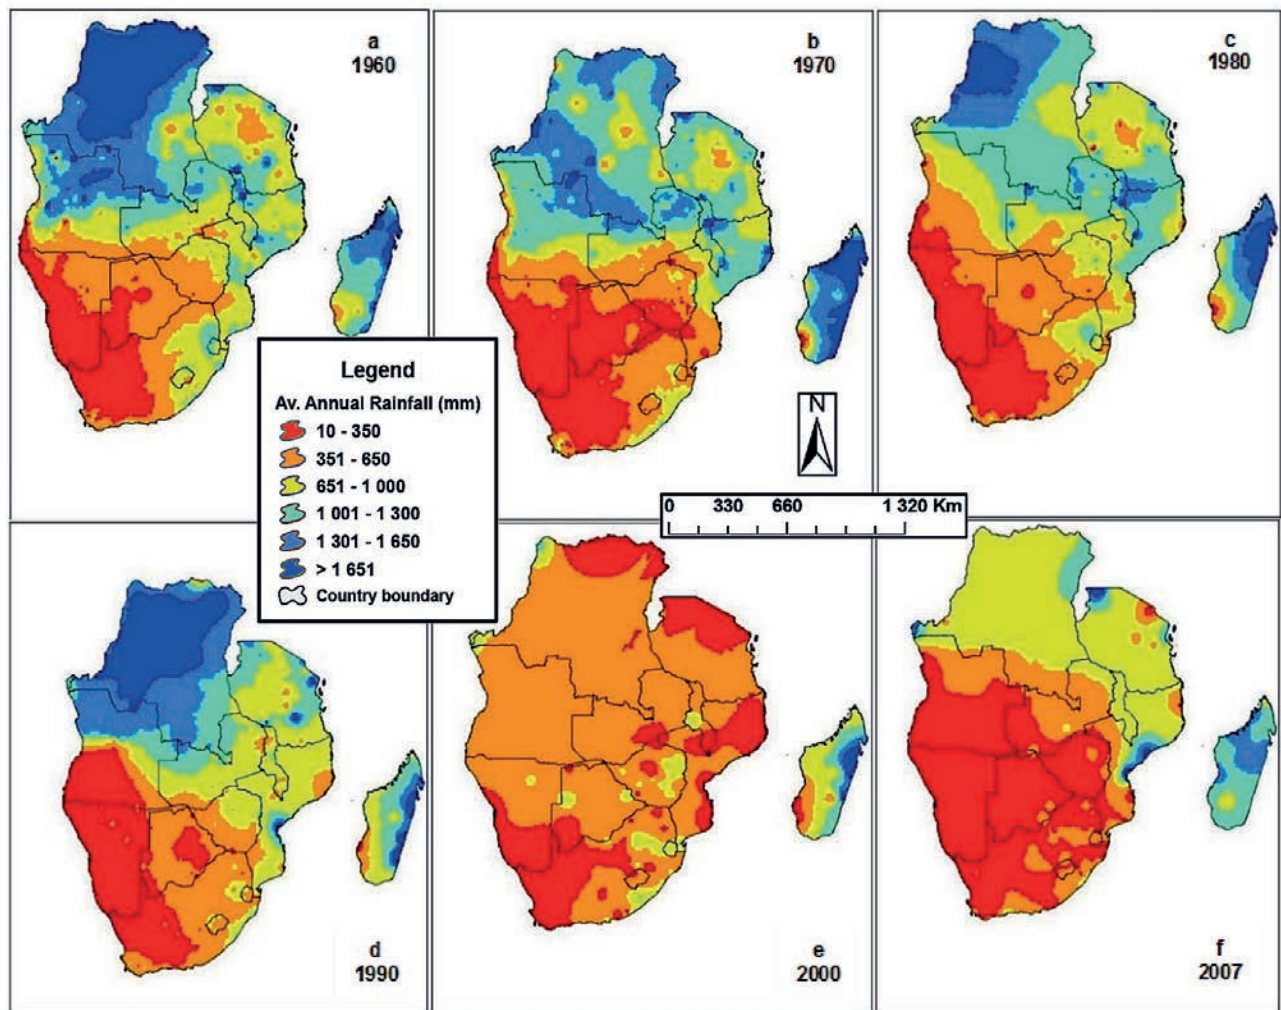 a
1960
b
1970
c
1980
Legend
Av. Annual Rainfall (mm)
10 - 350
351 - 650
651 - 1 000
1 001 - 1 300
1 301 - 1 650
> 1 651
Country boundary
N
0 330 660 1 320 Km
d
1990
e
2000
f
2007